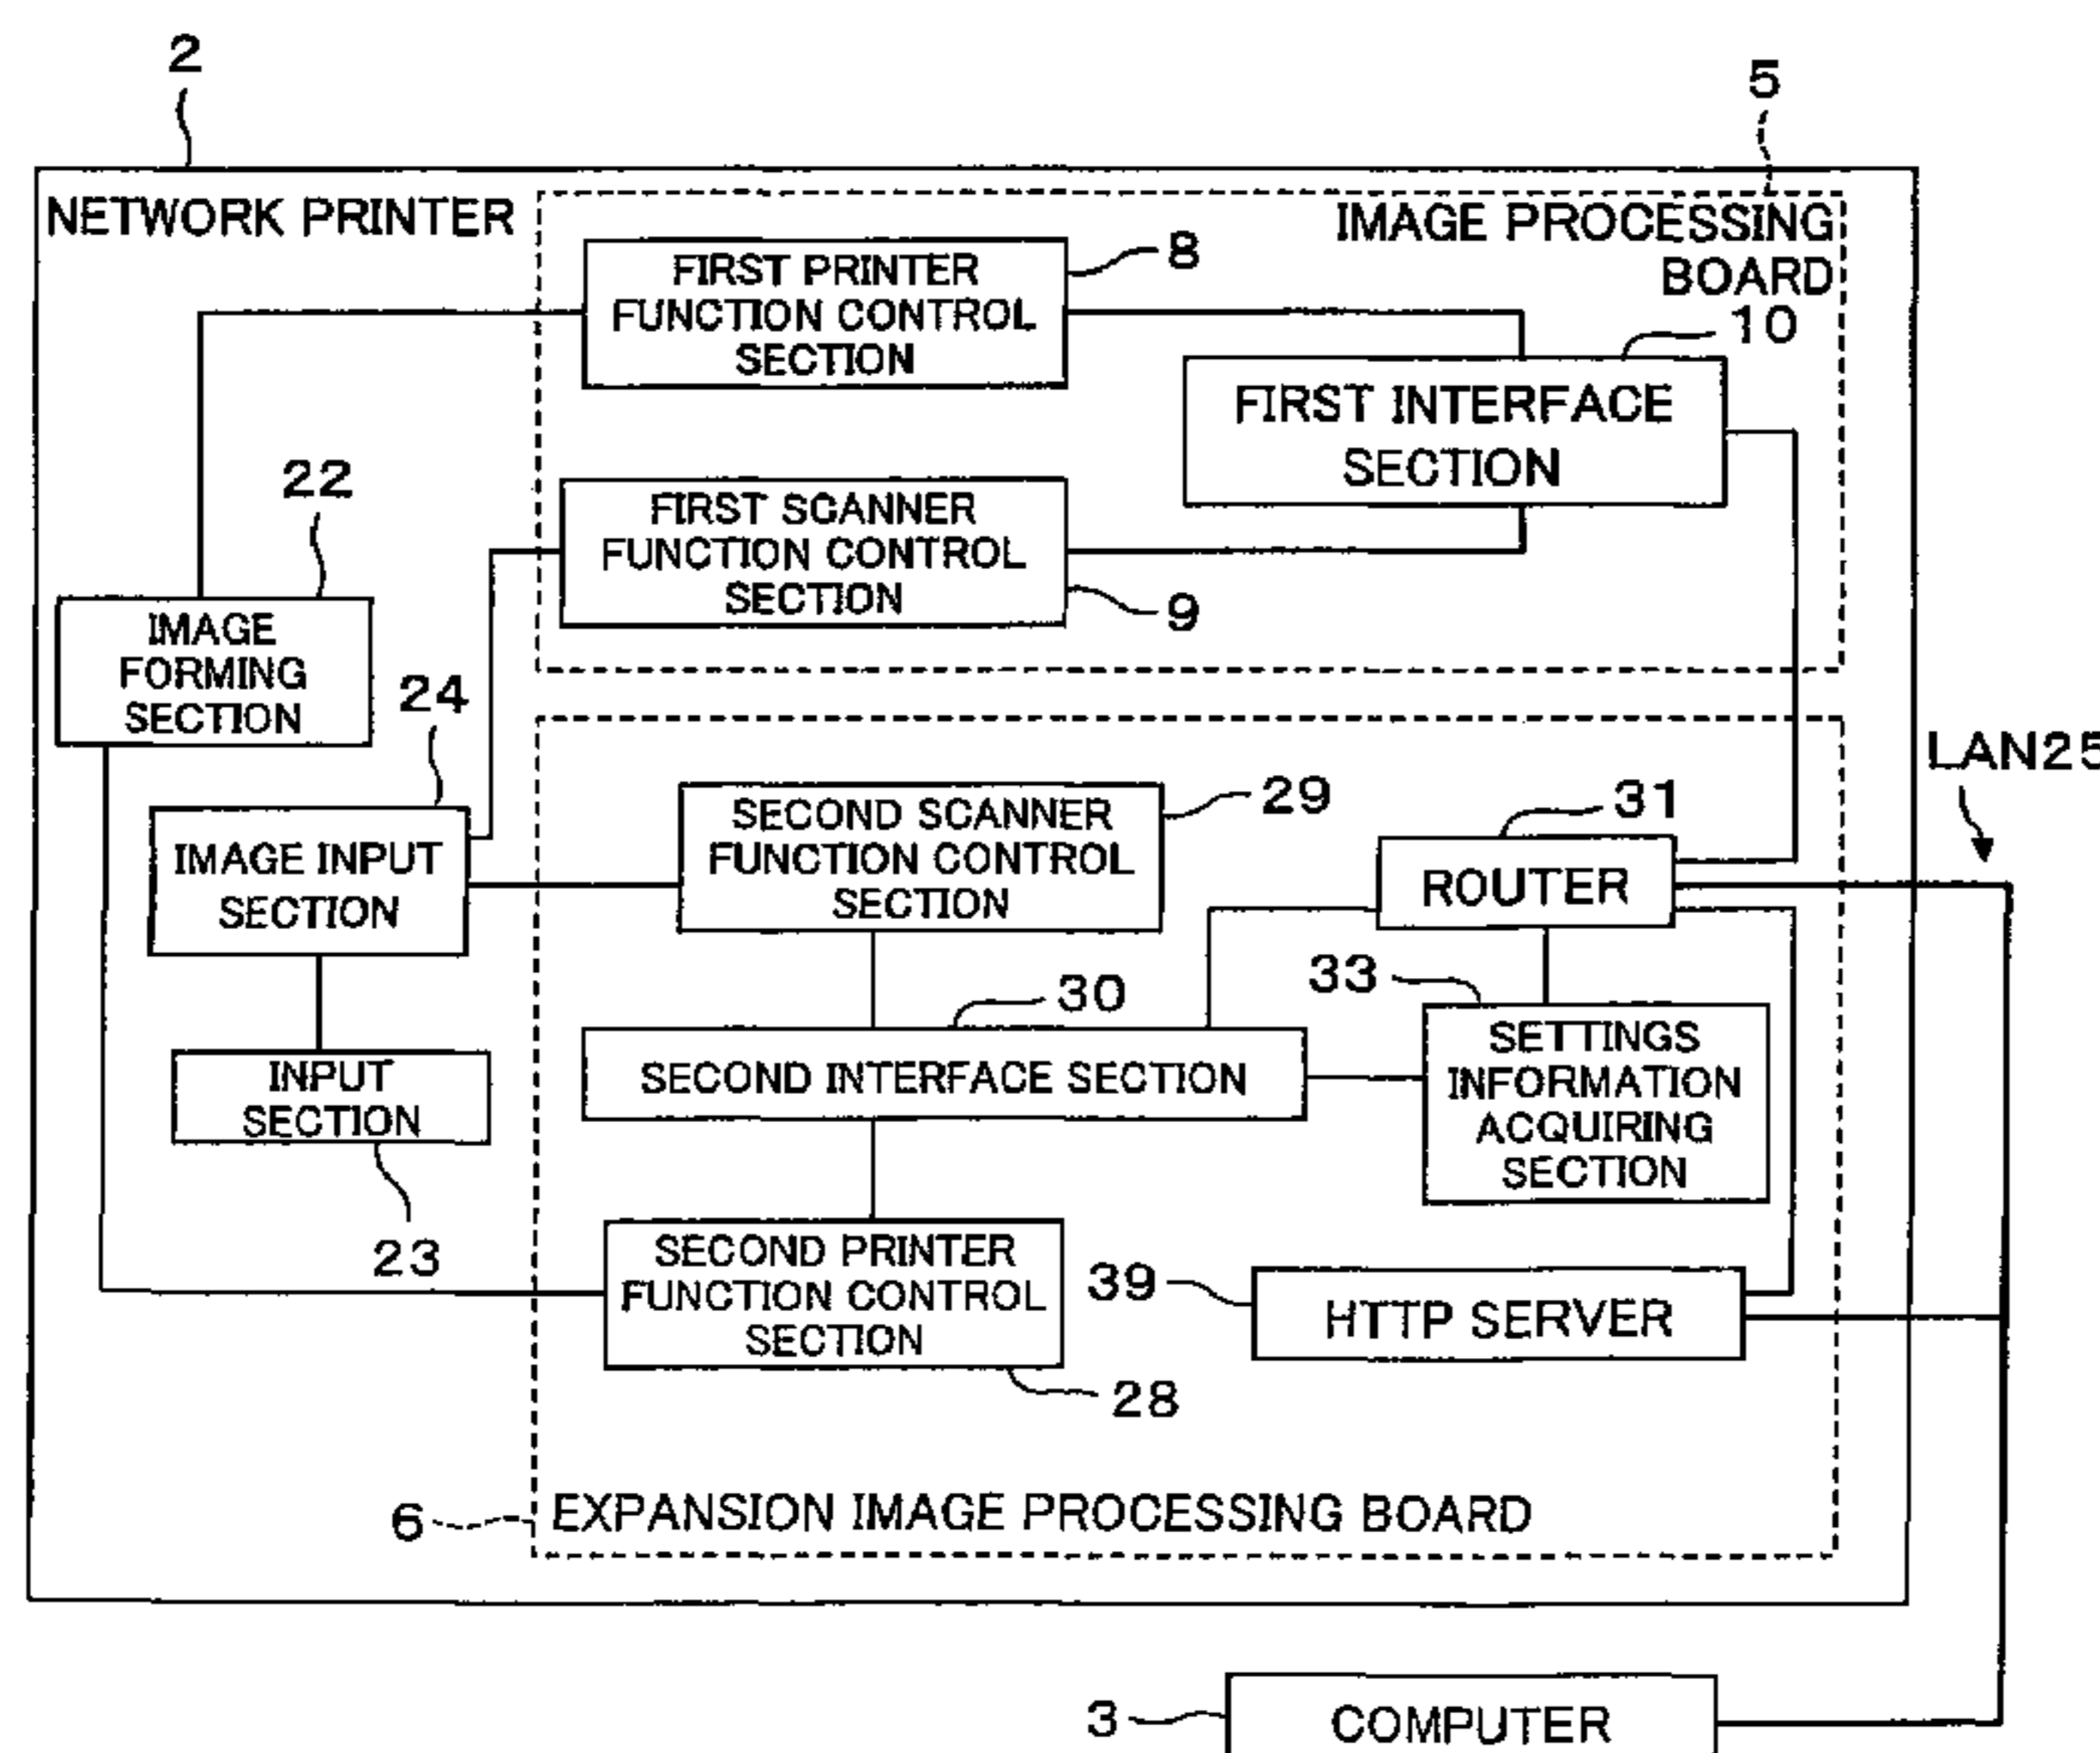 2
5
NETWORK PRINTER
IMAGE PROCESSING
BOARD
FIRST PRINTER
FUNCTION CONTROL
SECTION
8
10
FIRST INTERFACE
SECTION
22
FIRST SCANNER
FUNCTION CONTROL
SECTION
9
IMAGE
FORMING
SECTION
24
LAN25
SECOND SCANNER
FUNCTION CONTROL
SECTION
29
31
IMAGE INPUT
SECTION
ROUTER
33
30
SETTINGS
INFORMATION
ACQUIRING
SECTION
INPUT
SECTION
SECOND INTERFACE SECTION
23
SECOND PRINTER
FUNCTION CONTROL
SECTION
39
HTTP SERVER
28
6
EXPANSION IMAGE PROCESSING BOARD
3
COMPUTER